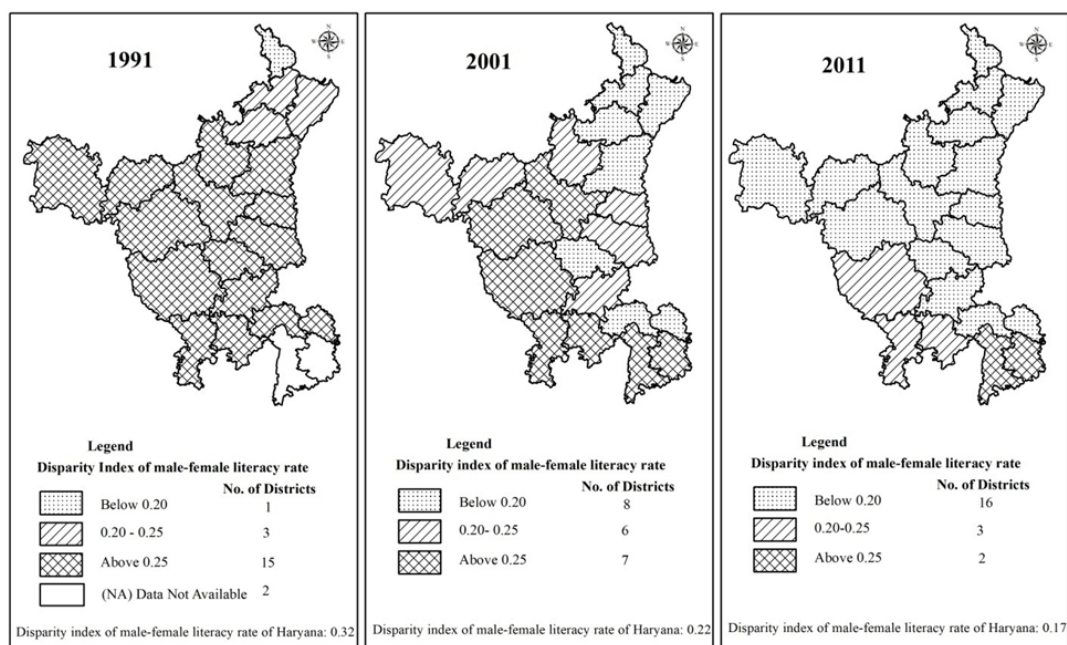 1991
N
W E
S
Legend
Disparity Index of male-female literacy rate
No. of Districts
Below 0.20 1
0.20 - 0.25 3
Above 0.25 15
(NA) Data Not Available 2
Disparity index of male-female literacy rate of Haryana: 0.32
2001
N
W E
S
Legend
Disparity index of male-female literacy rate
No. of Districts
Below 0.20 8
0.20- 0.25 6
Above 0.25 7
Disparity index of male-female literacy rate of Haryana: 0.22
2011
N
W E
S
Legend
Disparity index of male-female literacy rate
No. of Districts
Below 0.20 16
0.20-0.25 3
Above 0.25 2
Disparity index of male-female literacy rate of Haryana: 0.17